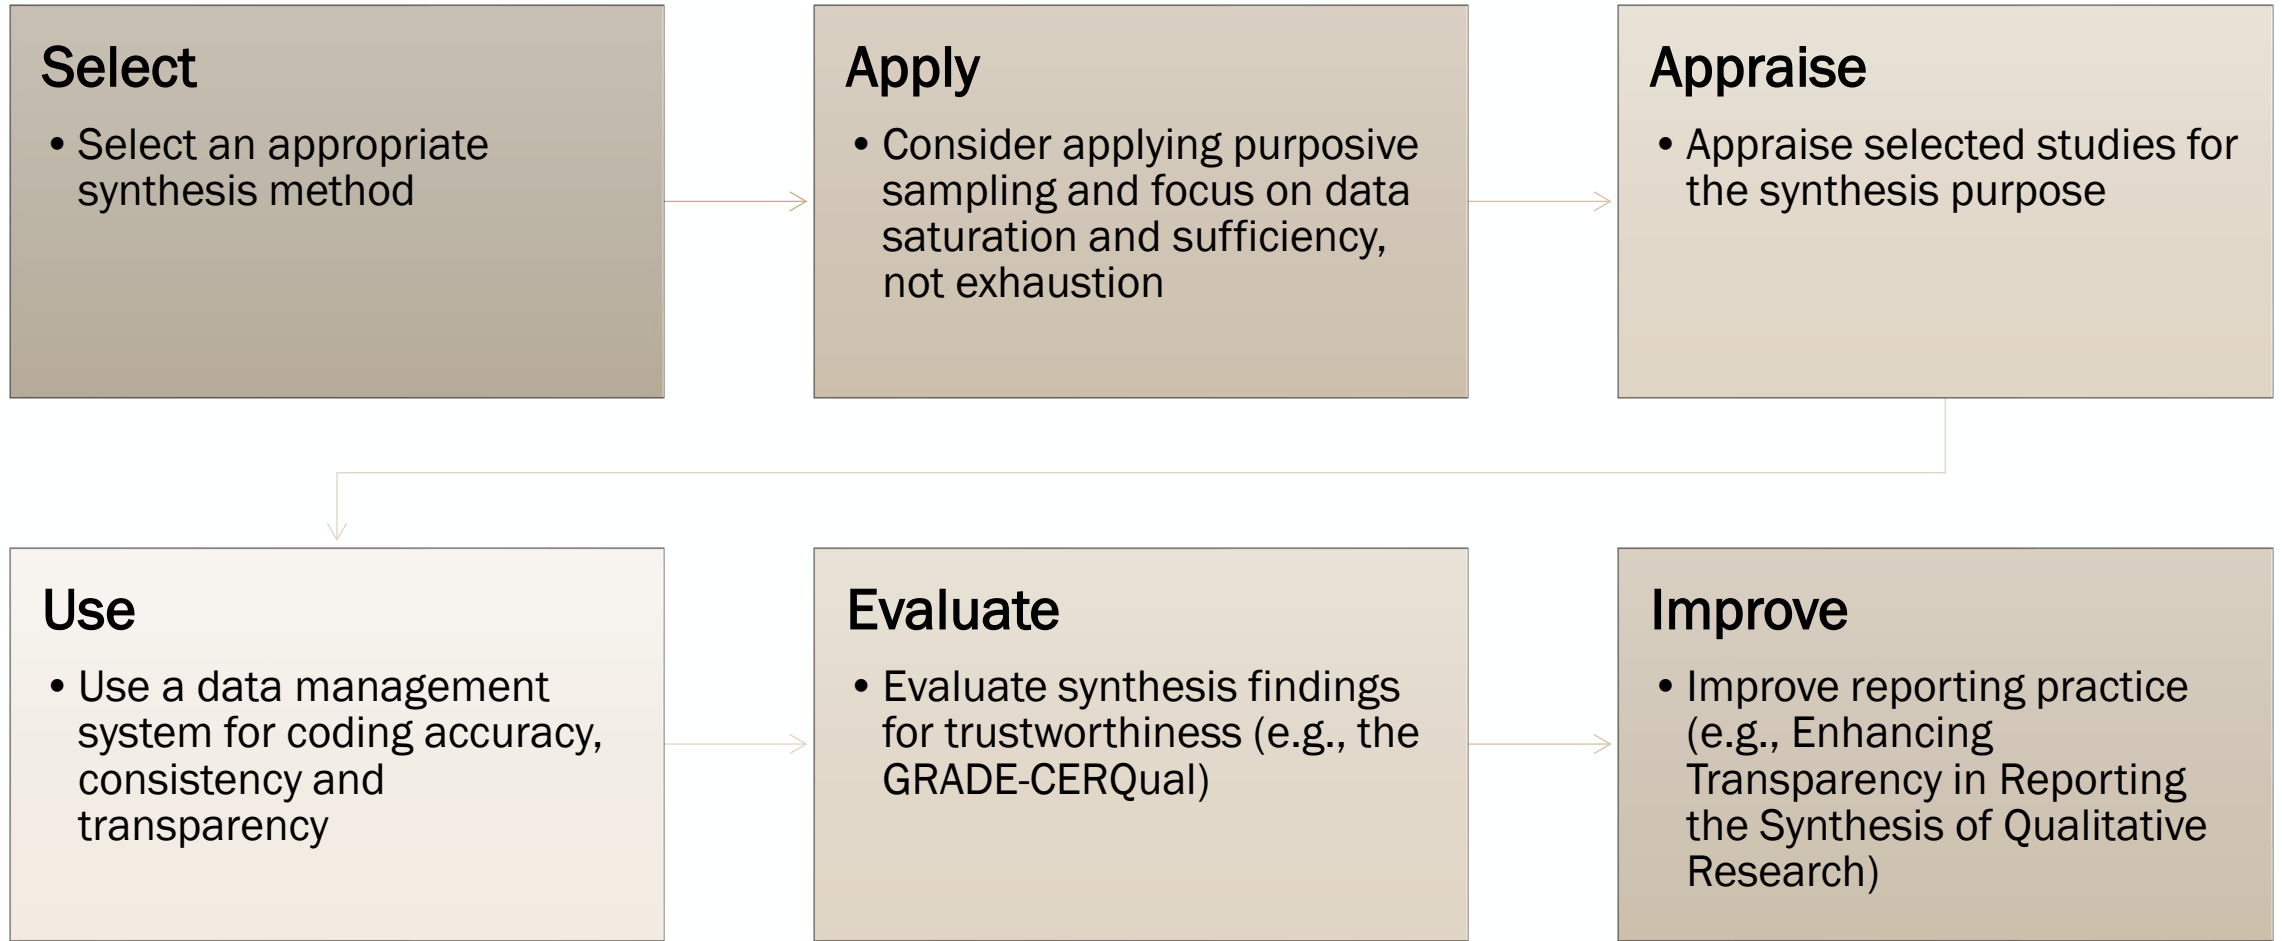 Select
• Select an appropriate
synthesis method
Apply
• Consider applying purposive
sampling and focus on data
saturation and sufficiency,
not exhaustion
Appraise
• Appraise selected studies for
the synthesis purpose
Use
• Use a data management
system for coding accuracy,
consistency and
transparency
Evaluate
• Evaluate synthesis findings
for trustworthiness (e.g., the
GRADE-CERQual)
Improve
• Improve reporting practice
(e.g., Enhancing
Transparency in Reporting
the Synthesis of Qualitative
Research)